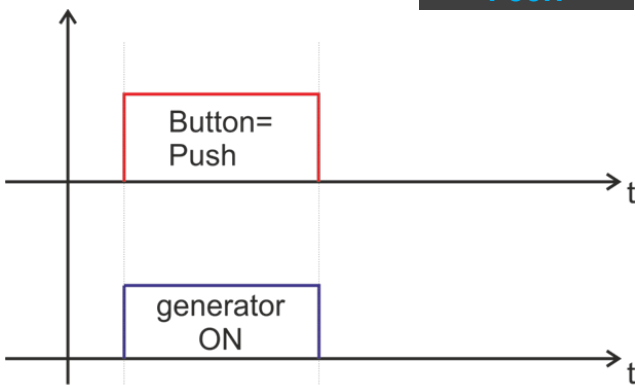 Button=
Push
t
generator
ON
t